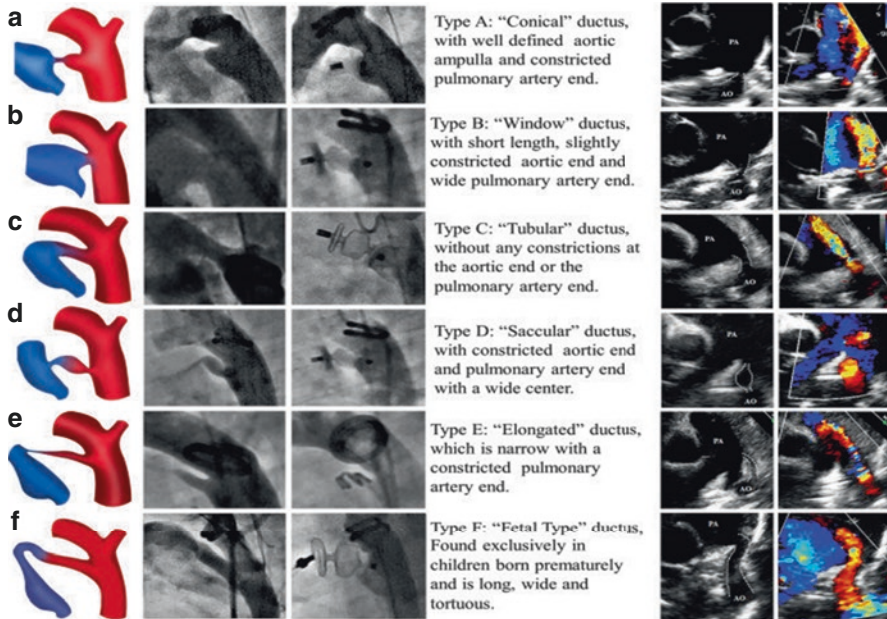 a
Type A: “Conical” ductus,
with well defined aortic
ampulla and constricted
pulmonary artery end.
PA
AO
b
Type B: “Window” ductus,
with short length, slightly
constricted aortic end and
wide pulmonary artery end.
PA
AO
c
Type C: “Tubular” ductus,
without any constrictions at
the aortic end or the
pulmonary artery end.
PA
AO
d
Type D: “Saccular” ductus,
with constricted aortic end
and pulmonary artery end
with a wide center.
PA
AO
e
Type E: “Elongated” ductus,
which is narrow with a
constricted pulmonary
artery end.
PA
AO
f
Type F: “Fetal Type” ductus,
Found exclusively in
children born prematurely
and is long, wide and
tortuous.
PA
AO